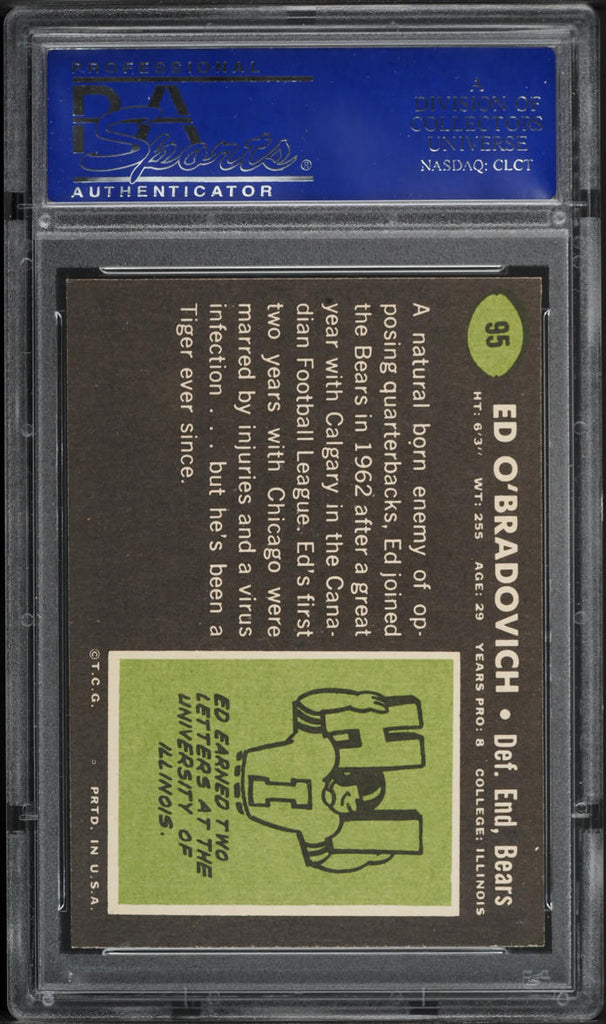 PROFESSIONAL
PSA
Sports®
AUTHENTICATOR
A
DIVISION OF
COLLECTORS
UNIVERSE
NASDAQ: CLCT
95
ED O'BRADOVICH • Def. End, Bears
HT: 6'3" WT: 255 AGE: 29 YEARS PRO: 8 COLLEGE: ILLINOIS
A natural born enemy of op-
posing quarterbacks, Ed joined
the Bears in 1962 after a great
year with Calgary in the Cana-
dian Football League. Ed's first
two years with Chicago were
marred by injuries and a virus
infection . . . but he's been a
Tiger ever since.
I
ED EARNED TWO
LETTERS AT THE
UNIVERSITY OF
ILLINOIS.
©T.C.G. PRTD. IN U.S.A.
PSA